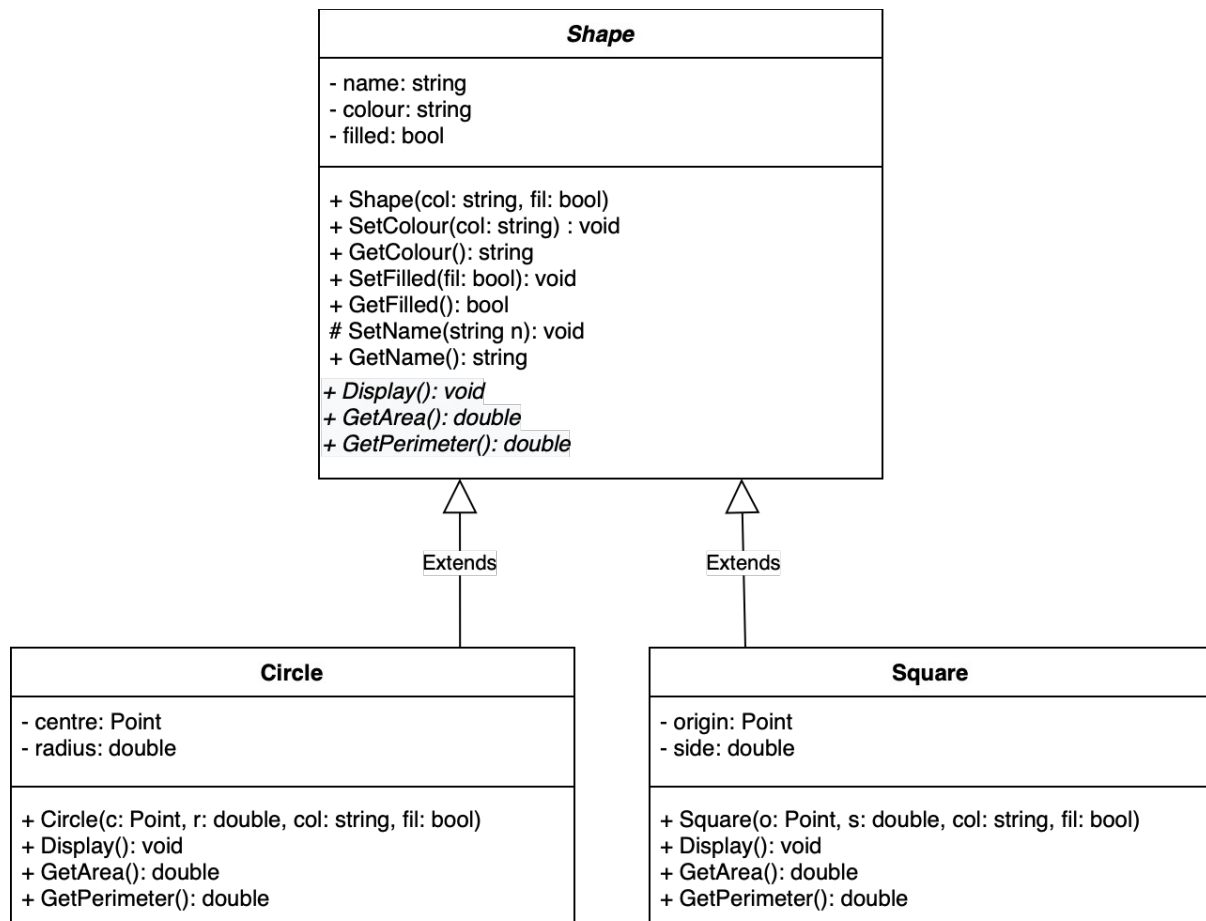 Shape
- name: string
- colour: string
- filled: bool
+ Shape(col: string, fil: bool)
+ SetColour(col: string) : void
+ GetColour(): string
+ SetFilled(fil: bool): void
+ GetFilled(): bool
# SetName(string n): void
+ GetName(): string
+ Display(): void
+ GetArea(): double
+ GetPerimeter(): double
Extends
Extends
Circle
- centre: Point
- radius: double
+ Circle(c: Point, r: double, col: string, fil: bool)
+ Display(): void
+ GetArea(): double
+ GetPerimeter(): double
Square
- origin: Point
- side: double
+ Square(o: Point, s: double, col: string, fil: bool)
+ Display(): void
+ GetArea(): double
+ GetPerimeter(): double